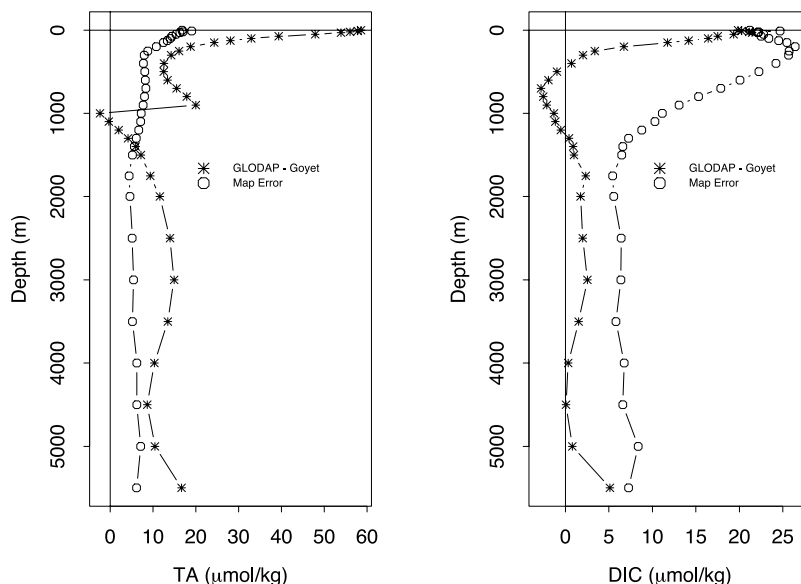 0
1000
2000
3000
4000
5000
Depth (m)
GLODAP - Goyet
Map Error
0 10 20 30 40 50 60
TA (μmol/kg)
0
1000
2000
3000
4000
5000
Depth (m)
GLODAP - Goyet
Map Error
0 5 10 15 20 25
DIC (μmol/kg)